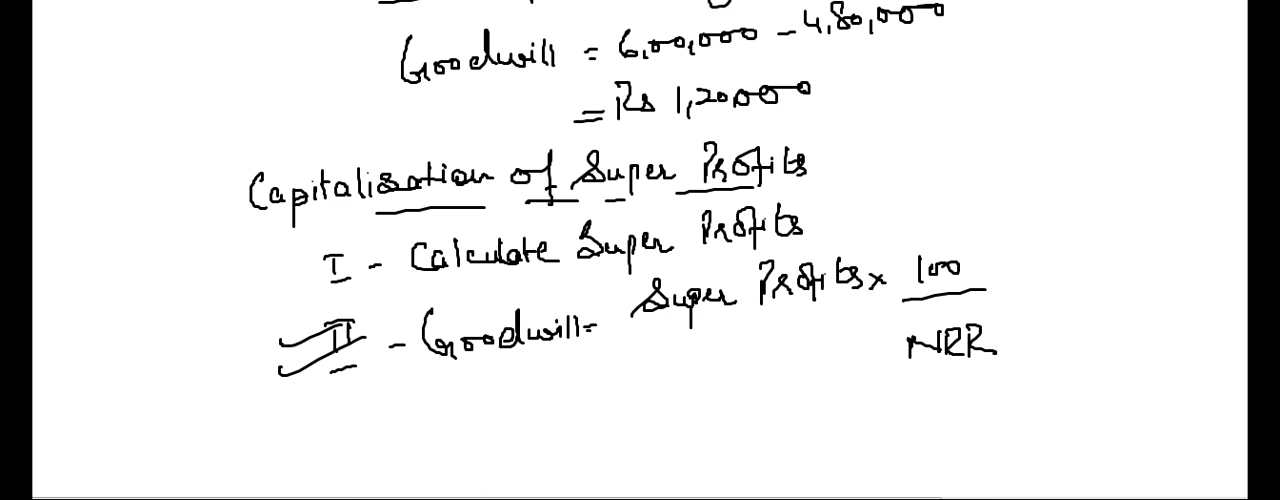 Goodwill = 6,00,000 - 4,80,000
= Rs 1,20000
Capitalisation of Super Profits
I - Calculate Super Profits
II - Goodwill = Super Profits x 100 / NRR